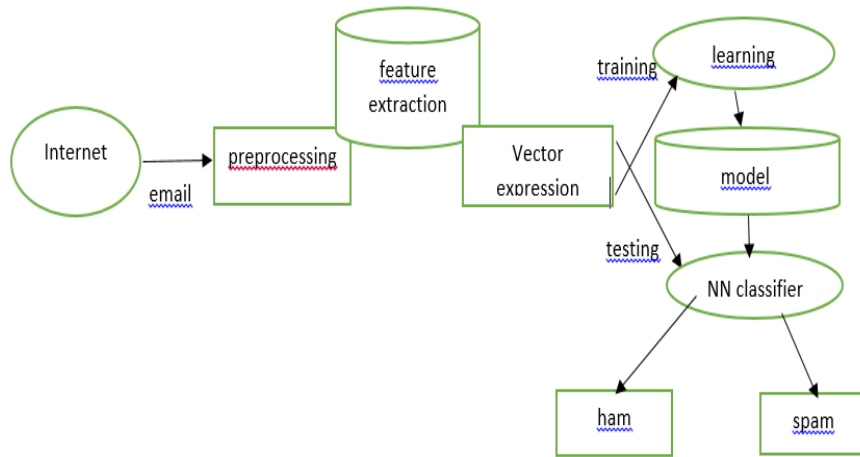 Internet
email
preprocessing
feature
extraction
Vector
expression
training
testing
learning
model
NN classifier
ham
spam